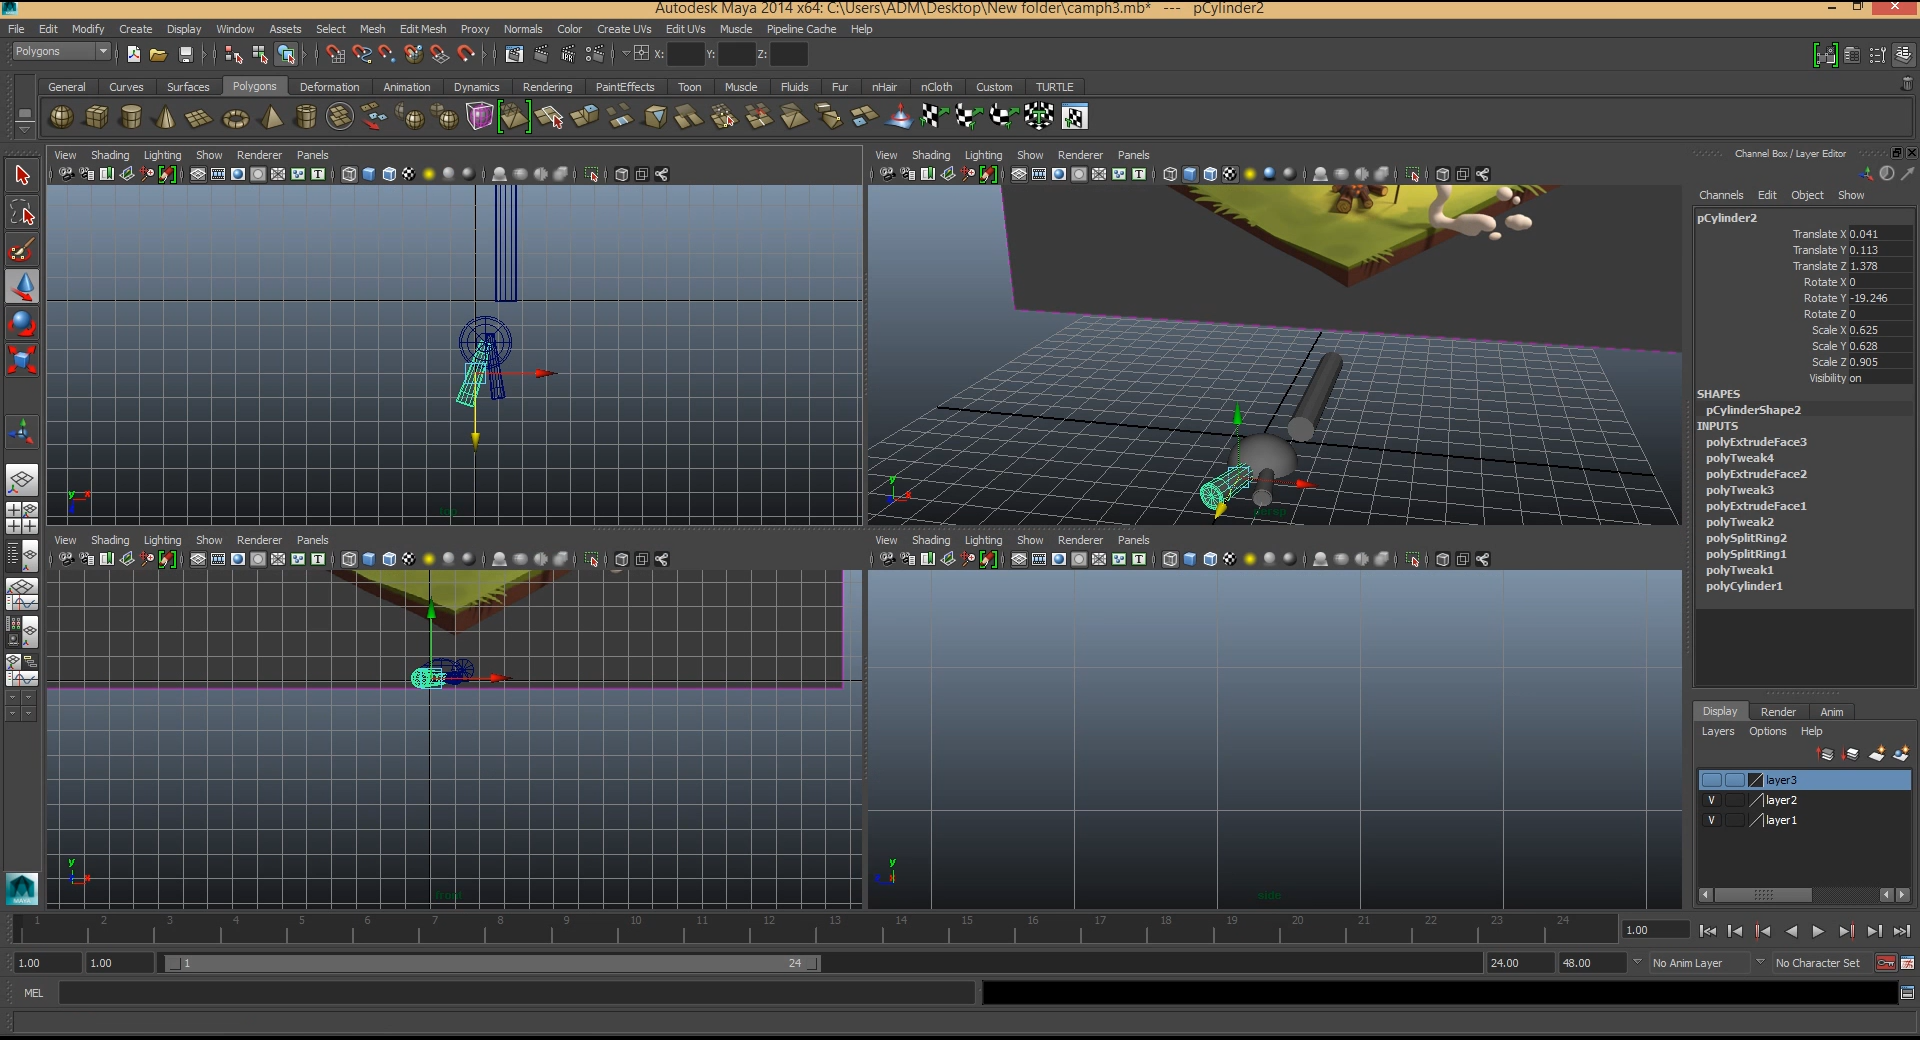 Autodesk Maya 2014 x64: C:\Users\ADM\Desktop\New folder\camph3.mb* --- pCylinder2
File Edit Modify Create Display Window Assets Select Mesh Edit Mesh Proxy Normals Color Create UVs Edit UVs Muscle Pipeline Cache Help
Polygons X: Y: Z:
General Curves Surfaces Polygons Deformation Animation Dynamics Rendering PaintEffects Toon Muscle Fluids Fur nHair nCloth Custom TURTLE
View Shading Lighting Show Renderer Panels
View Shading Lighting Show Renderer Panels
Channel Box / Layer Editor
Channels Edit Object Show
pCylinder2
Translate X 0.041
Translate Y 0.113
Translate Z 1.378
Rotate X 0
Rotate Y -19.246
Rotate Z 0
Scale X 0.625
Scale Y 0.628
Scale Z 0.905
Visibility on
SHAPES
pCylinderShape2
INPUTS
polyExtrudeFace3
polyTweak4
polyExtrudeFace2
polyTweak3
polyExtrudeFace1
polyTweak2
polySplitRing2
polySplitRing1
polyTweak1
polyCylinder1
y x
top
y x
persp
View Shading Lighting Show Renderer Panels
View Shading Lighting Show Renderer Panels
Display Render Anim
Layers Options Help
layer3
V layer2
V layer1
y
front
y
side
1 2 3 4 5 6 7 8 9 10 11 12 13 14 15 16 17 18 19 20 21 22 23 24
1.00
1.00 1.00 1 24 24.00 48.00 No Anim Layer No Character Set
MEL